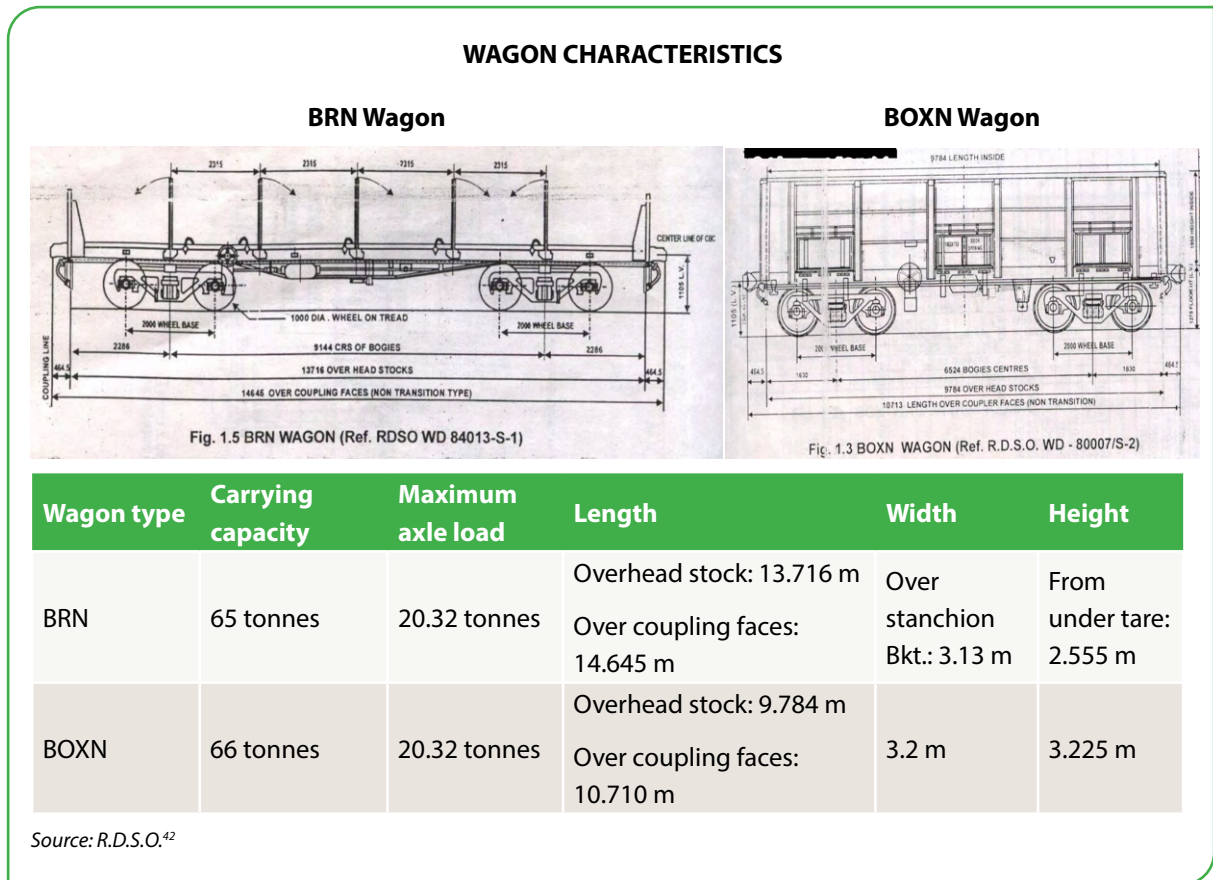 WAGON CHARACTERISTICS
BRN Wagon
BOXN Wagon
2315 2315 2315 2315
CENTER LINE OF CBC
1105 L.V.
1000 DIA . WHEEL ON TREAD
2000 WHEEL BASE
2000 WHEEL BASE
2286
9144 CRS OF BOGIES
2286
COUPLING LINE
464.5
13716 OVER HEAD STOCKS
464.5
14645 OVER COUPLING FACES (NON TRANSITION TYPE)
Fig. 1.5 BRN WAGON (Ref. RDSO WD 84013-S-1)
9784 LENGTH INSIDE
DOOR
OPENING
1105 (L.V.)
WHEEL BASE
2000 WHEEL BASE
464.5
1630
6524 BOGIES CENTRES
1630
464.5
9784 OVER HEAD STOCKS
10713 LENGTH OVER COUPLER FACES (NON TRANSITION)
Fig. 1.3 BOXN WAGON (Ref. R.D.S.O. WD - 80007/S-2)
Wagon type
Carrying
capacity
Maximum
axle load
Length
Width
Height
BRN
65 tonnes
20.32 tonnes
Overhead stock: 13.716 m
Over coupling faces:
14.645 m
Over
stanchion
Bkt.: 3.13 m
From
under tare:
2.555 m
BOXN
66 tonnes
20.32 tonnes
Overhead stock: 9.784 m
Over coupling faces:
10.710 m
3.2 m
3.225 m
Source: R.D.S.O.42